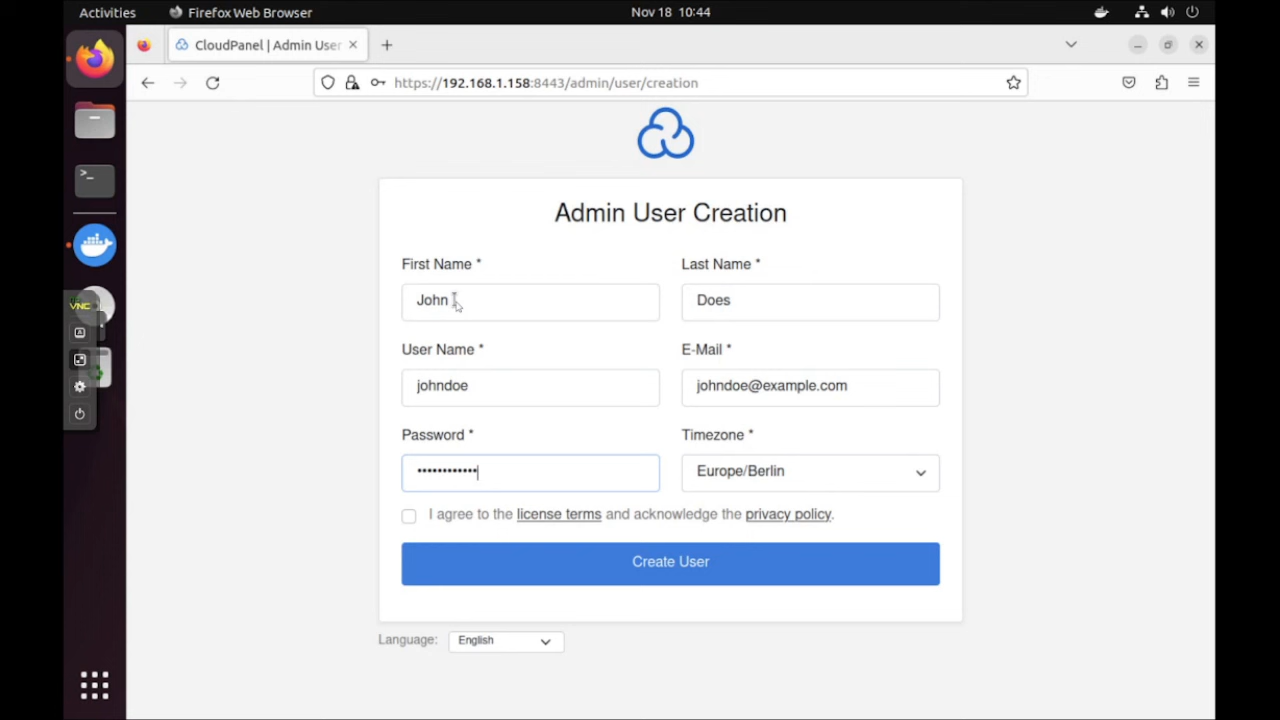 Activities
Firefox Web Browser
Nov 18 10:44
CloudPanel | Admin User
https://192.168.1.158:8443/admin/user/creation
VNC
Admin User Creation
First Name * Last Name *
John Does
User Name * E-Mail *
johndoe johndoe@example.com
Password * Timezone *
•••••••••••• Europe/Berlin
I agree to the license terms and acknowledge the privacy policy.
Create User
Language: English